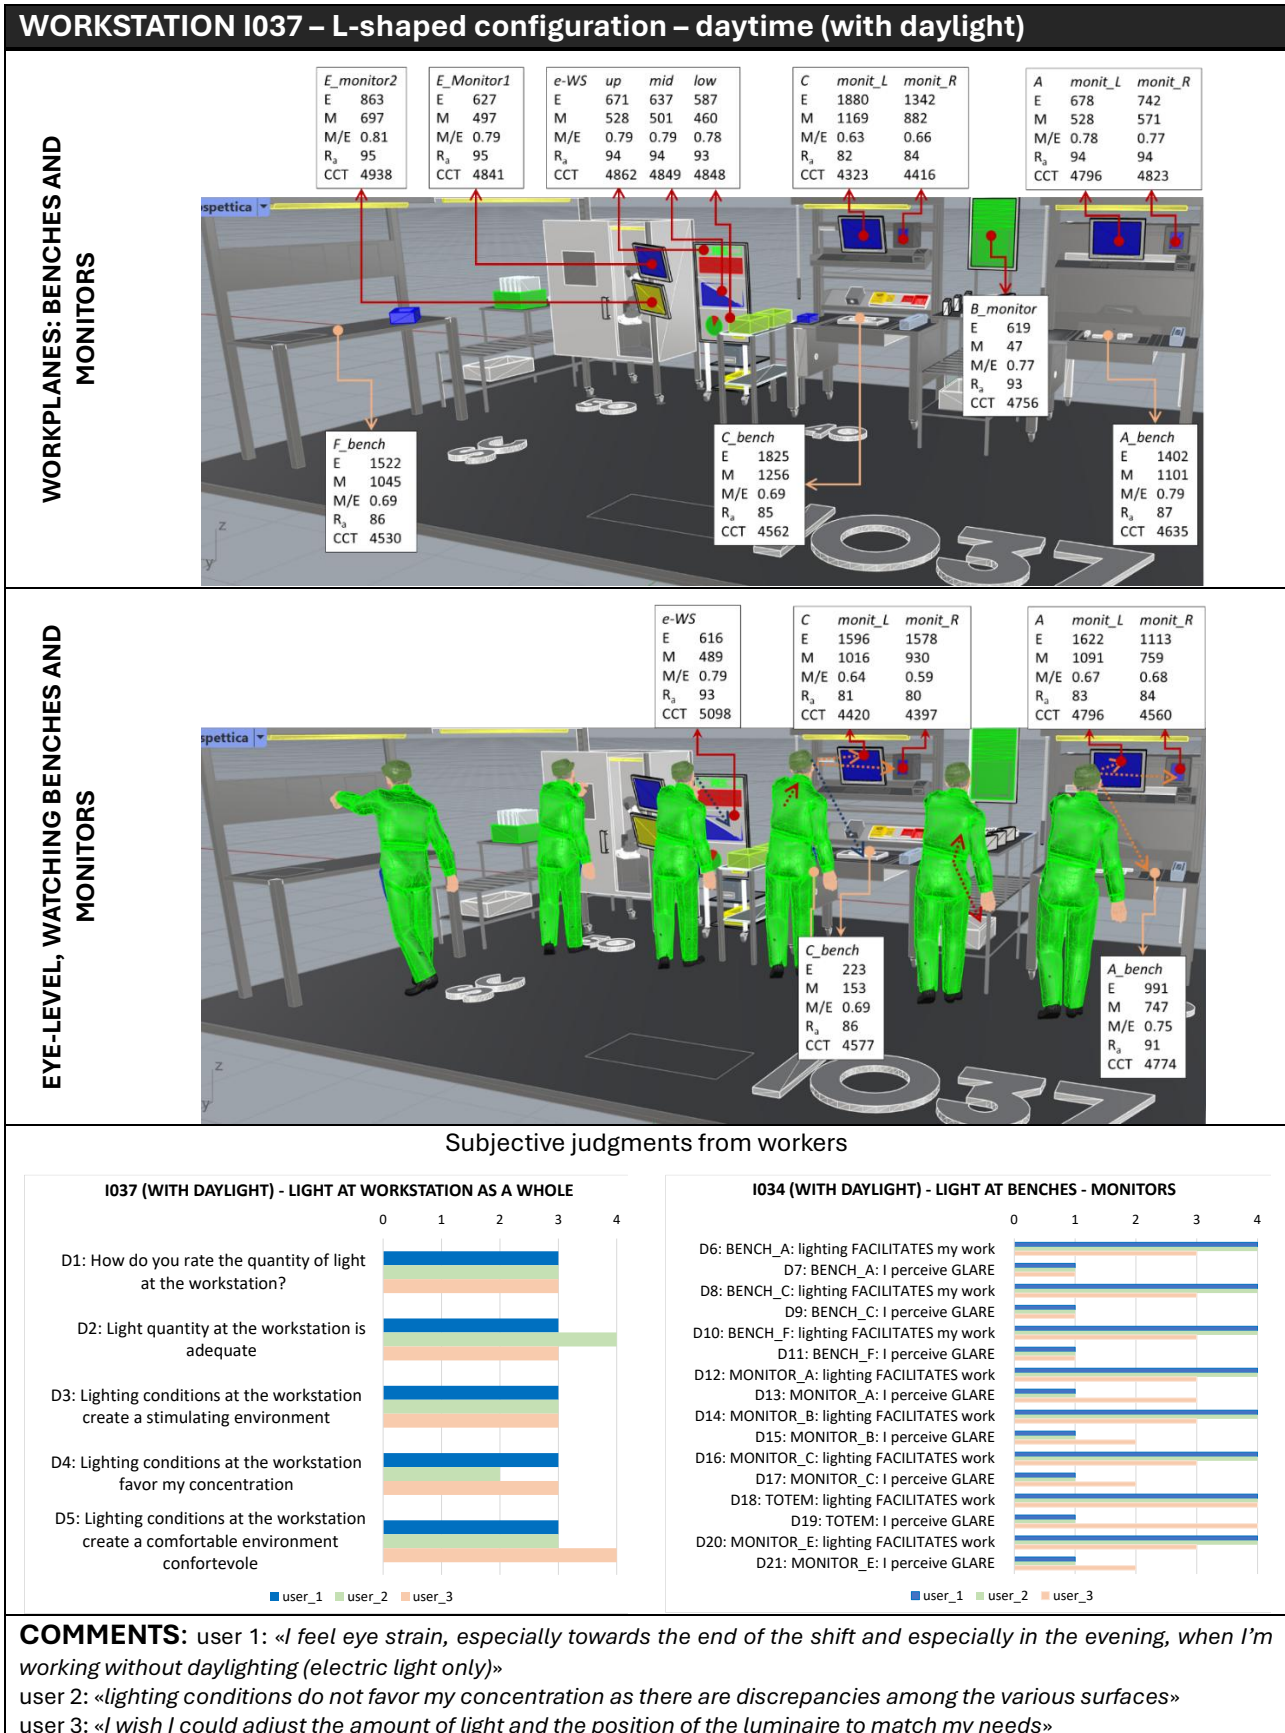 WORKSTATION I037 – L-shaped configuration – daytime (with daylight)
WORKPLANES: BENCHES AND
MONITORS
E_monitor2
E 863
M 697
M/E 0.81
Ra 95
CCT 4938
E_Monitor1
E 627
M 497
M/E 0.79
Ra 95
CCT 4841
e-WS up mid low
E 671 637 587
M 528 501 460
M/E 0.79 0.79 0.78
Ra 94 94 93
CCT 4862 4849 4848
C monit_L monit_R
E 1880 1342
M 1169 882
M/E 0.63 0.66
Ra 82 84
CCT 4323 4416
A monit_L monit_R
E 678 742
M 528 571
M/E 0.78 0.77
Ra 94 94
CCT 4796 4823
spettica
B_monitor
E 619
M 47
M/E 0.77
Ra 93
CCT 4756
F_bench
E 1522
M 1045
M/E 0.69
Ra 86
CCT 4530
C_bench
E 1825
M 1256
M/E 0.69
Ra 85
CCT 4562
A_bench
E 1402
M 1101
M/E 0.79
Ra 87
CCT 4635
SC
1037
z
y
EYE-LEVEL, WATCHING BENCHES AND
MONITORS
e-WS
E 616
M 489
M/E 0.79
Ra 93
CCT 5098
C monit_L monit_R
E 1596 1578
M 1016 930
M/E 0.64 0.59
Ra 81 80
CCT 4420 4397
A monit_L monit_R
E 1622 1113
M 1091 759
M/E 0.67 0.68
Ra 83 84
CCT 4796 4560
spettica
C_bench
E 223
M 153
M/E 0.69
Ra 86
CCT 4577
A_bench
E 991
M 747
M/E 0.75
Ra 91
CCT 4774
SC
1037
z
y
Subjective judgments from workers
I037 (WITH DAYLIGHT) - LIGHT AT WORKSTATION AS A WHOLE
0 1 2 3 4
D1: How do you rate the quantity of light
at the workstation?
D2: Light quantity at the workstation is
adequate
D3: Lighting conditions at the workstation
create a stimulating environment
D4: Lighting conditions at the workstation
favor my concentration
D5: Lighting conditions at the workstation
create a comfortable environment
confortevole
user_1 user_2 user_3
I034 (WITH DAYLIGHT) - LIGHT AT BENCHES - MONITORS
0 1 2 3 4
D6: BENCH_A: lighting FACILITATES my work
D7: BENCH_A: I perceive GLARE
D8: BENCH_C: lighting FACILITATES my work
D9: BENCH_C: I perceive GLARE
D10: BENCH_F: lighting FACILITATES my work
D11: BENCH_F: I perceive GLARE
D12: MONITOR_A: lighting FACILITATES work
D13: MONITOR_A: I perceive GLARE
D14: MONITOR_B: lighting FACILITATES work
D15: MONITOR_B: I perceive GLARE
D16: MONITOR_C: lighting FACILITATES work
D17: MONITOR_C: I perceive GLARE
D18: TOTEM: lighting FACILITATES work
D19: TOTEM: I perceive GLARE
D20: MONITOR_E: lighting FACILITATES work
D21: MONITOR_E: I perceive GLARE
user_1 user_2 user_3
COMMENTS: user 1: «I feel eye strain, especially towards the end of the shift and especially in the evening, when I'm
working without daylighting (electric light only)»
user 2: «lighting conditions do not favor my concentration as there are discrepancies among the various surfaces»
user 3: «I wish I could adjust the amount of light and the position of the luminaire to match my needs»